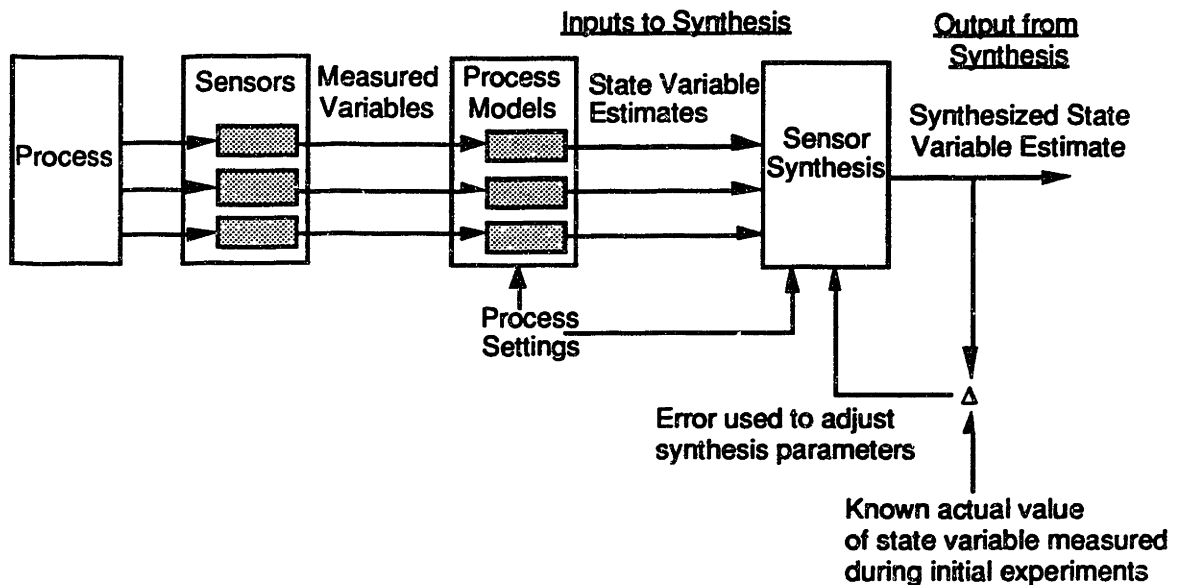 Inputs to Synthesis
Output from
Synthesis
Process
Sensors
Measured
Variables
Process
Models
State Variable
Estimates
Sensor
Synthesis
Synthesized State
Variable Estimate
Process
Settings
Δ
Error used to adjust
synthesis parameters
Known actual value
of state variable measured
during initial experiments